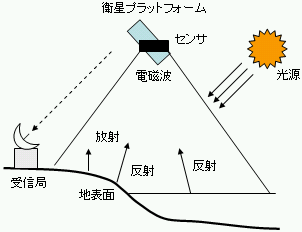 衛星プラットフォーム
センサ
電磁波
光源
放射
反射
反射
受信局
地表面